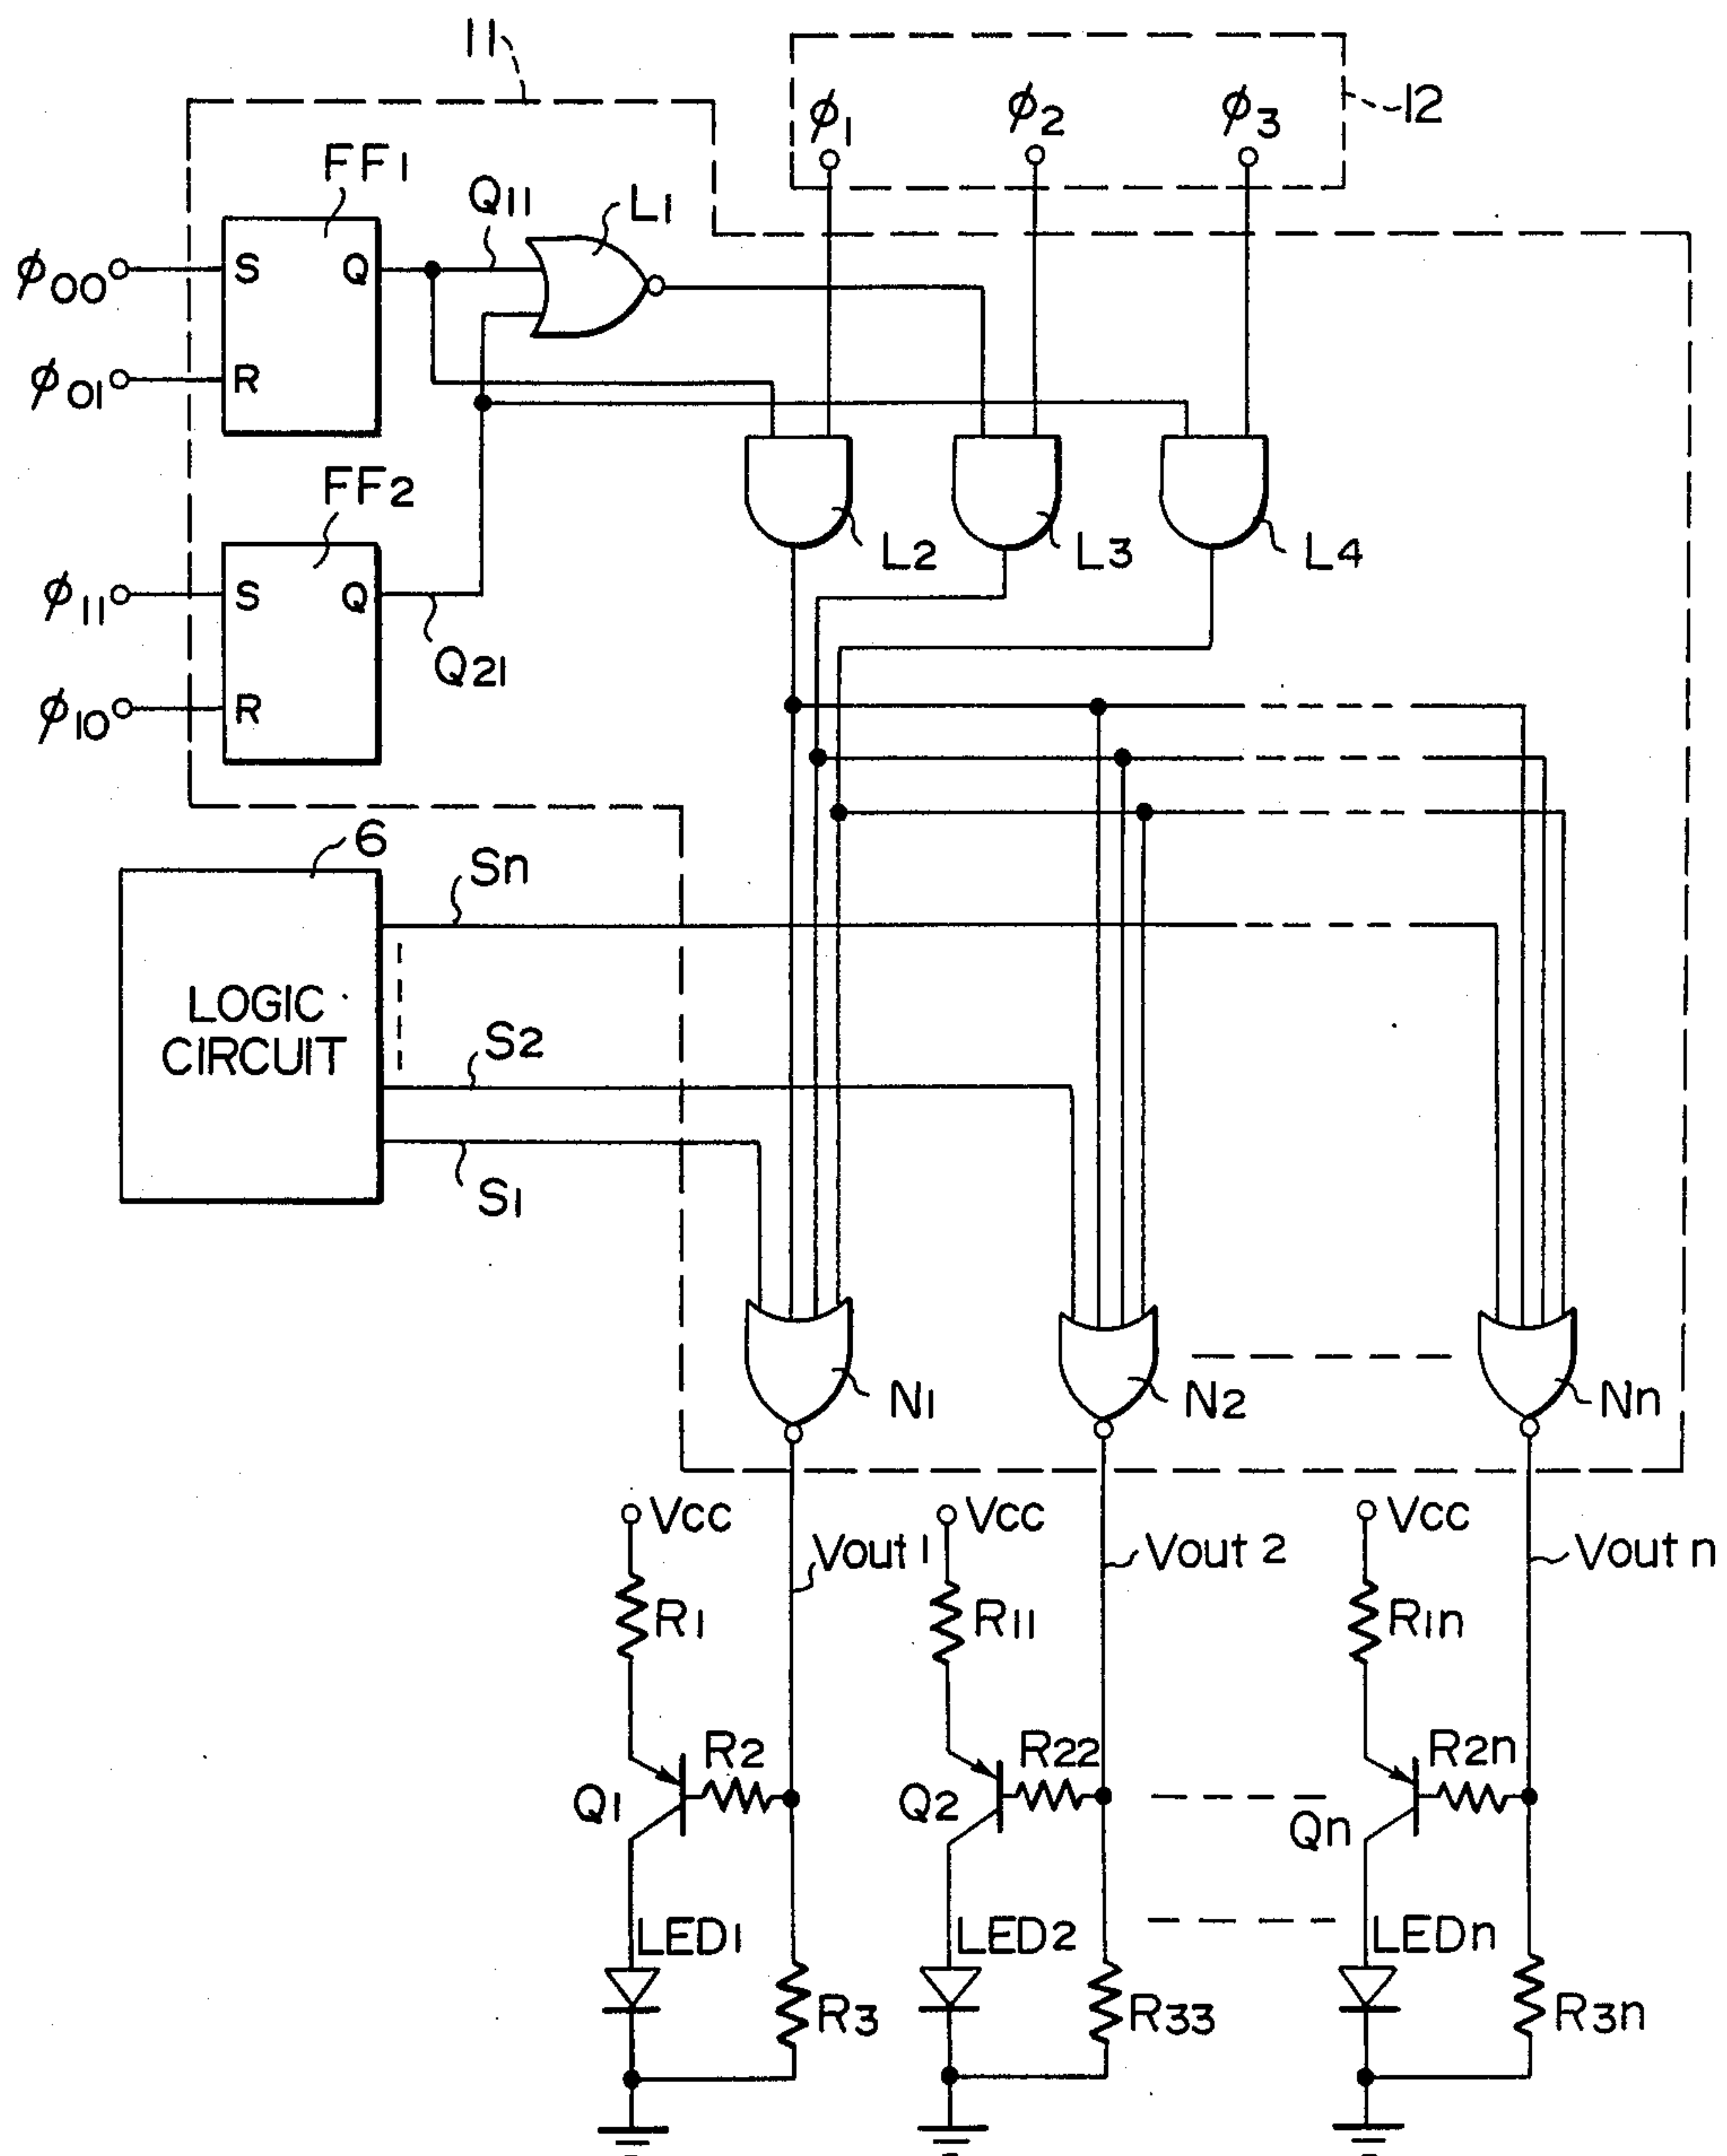 11
12
ϕ1
ϕ2
ϕ3
FF1
Q11
L1
ϕ00
S
Q
ϕ01
R
FF2
L2
L3
L4
ϕ11
S
Q
Q21
ϕ10
R
6
Sn
LOGIC
CIRCUIT
S2
S1
N1
N2
Nn
Vcc
Vcc
Vcc
Vout 1
Vout 2
Vout n
R1
R11
R1n
R2
R22
R2n
Q1
Q2
Qn
LED1
LED2
LEDn
R3
R33
R3n